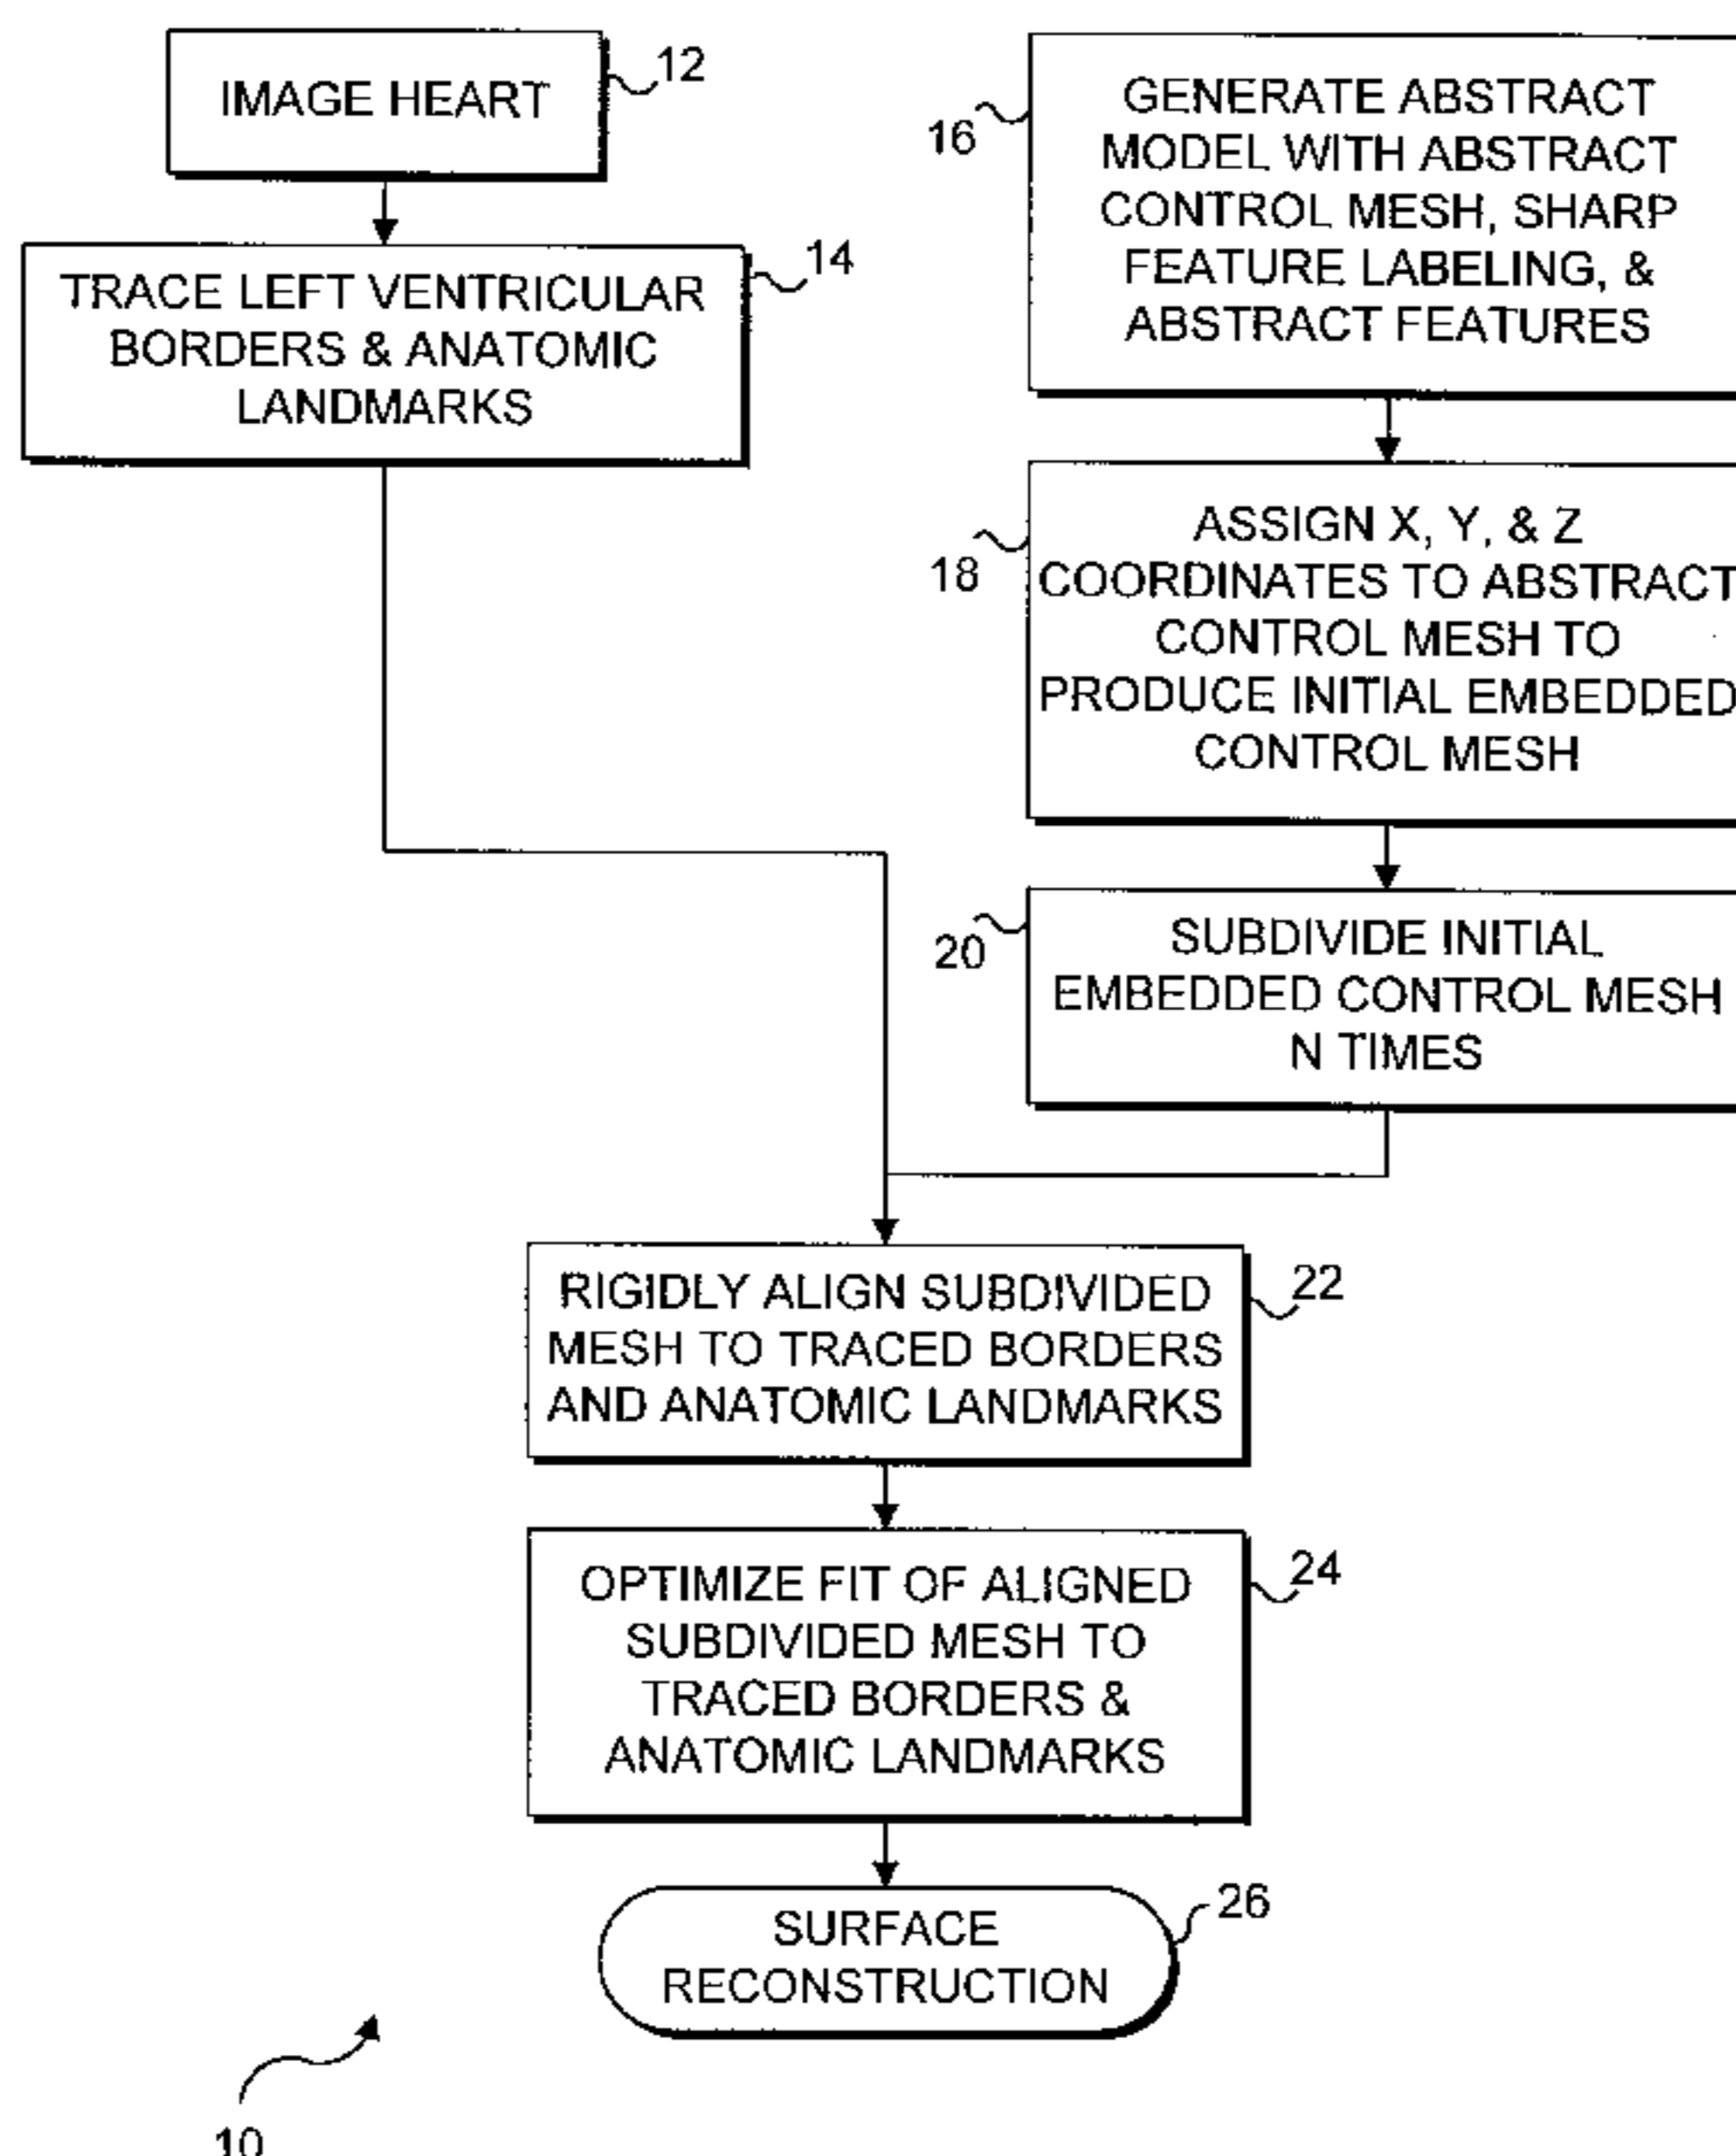 IMAGE HEART
12
TRACE LEFT VENTRICULAR
BORDERS & ANATOMIC
LANDMARKS
14
16
GENERATE ABSTRACT
MODEL WITH ABSTRACT
CONTROL MESH, SHARP
FEATURE LABELING, &
ABSTRACT FEATURES
18
ASSIGN X, Y, & Z
COORDINATES TO ABSTRACT
CONTROL MESH TO
PRODUCE INITIAL EMBEDDED
CONTROL MESH
20
SUBDIVIDE INITIAL
EMBEDDED CONTROL MESH
N TIMES
RIGIDLY ALIGN SUBDIVIDED
MESH TO TRACED BORDERS
AND ANATOMIC LANDMARKS
22
OPTIMIZE FIT OF ALIGNED
SUBDIVIDED MESH TO
TRACED BORDERS &
ANATOMIC LANDMARKS
24
SURFACE
RECONSTRUCTION
26
10